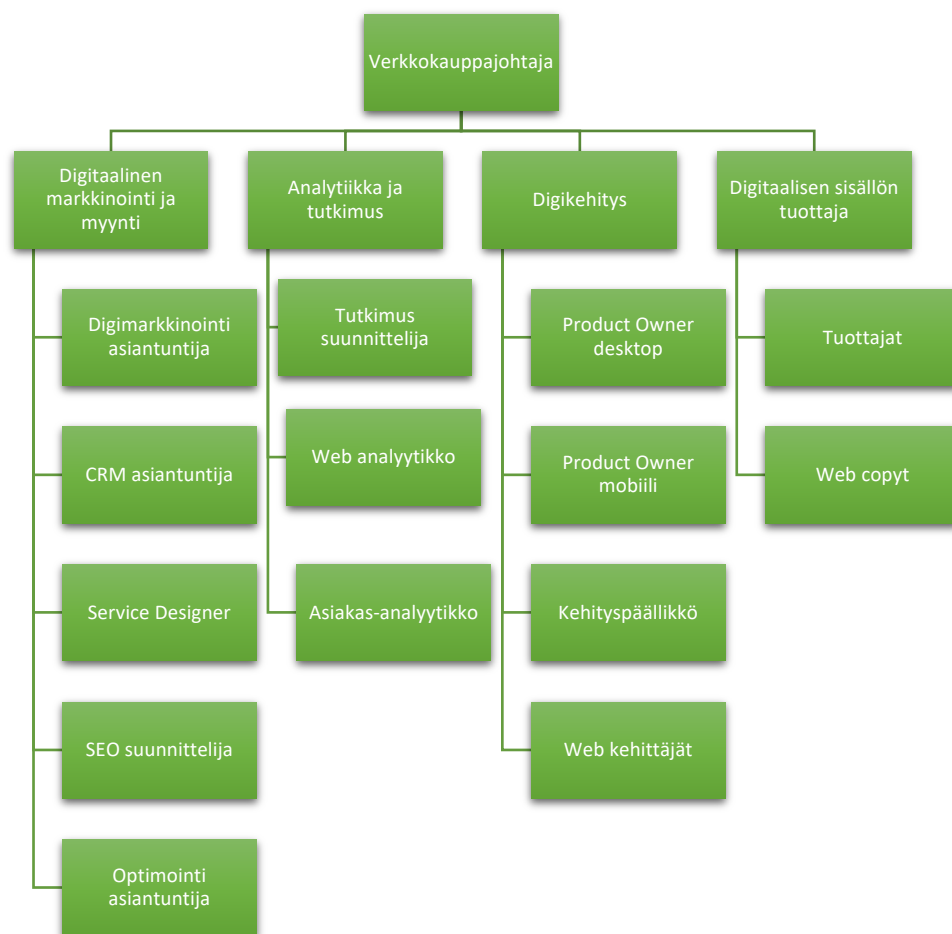 Verkkokauppajohtaja
Digitaalinen
markkinointi ja
myynti
Analytiikka ja
tutkimus
Digikehitys
Digitaalisen sisällön
tuottaja
Digimarkkinointi
asiantuntija
CRM asiantuntija
Service Designer
SEO suunnittelija
Optimointi
asiantuntija
Tutkimus
suunnittelija
Web analyytikko
Asiakas-analyytikko
Product Owner
desktop
Product Owner
mobiili
Kehityspäällikkö
Web kehittäjät
Tuottajat
Web copyt